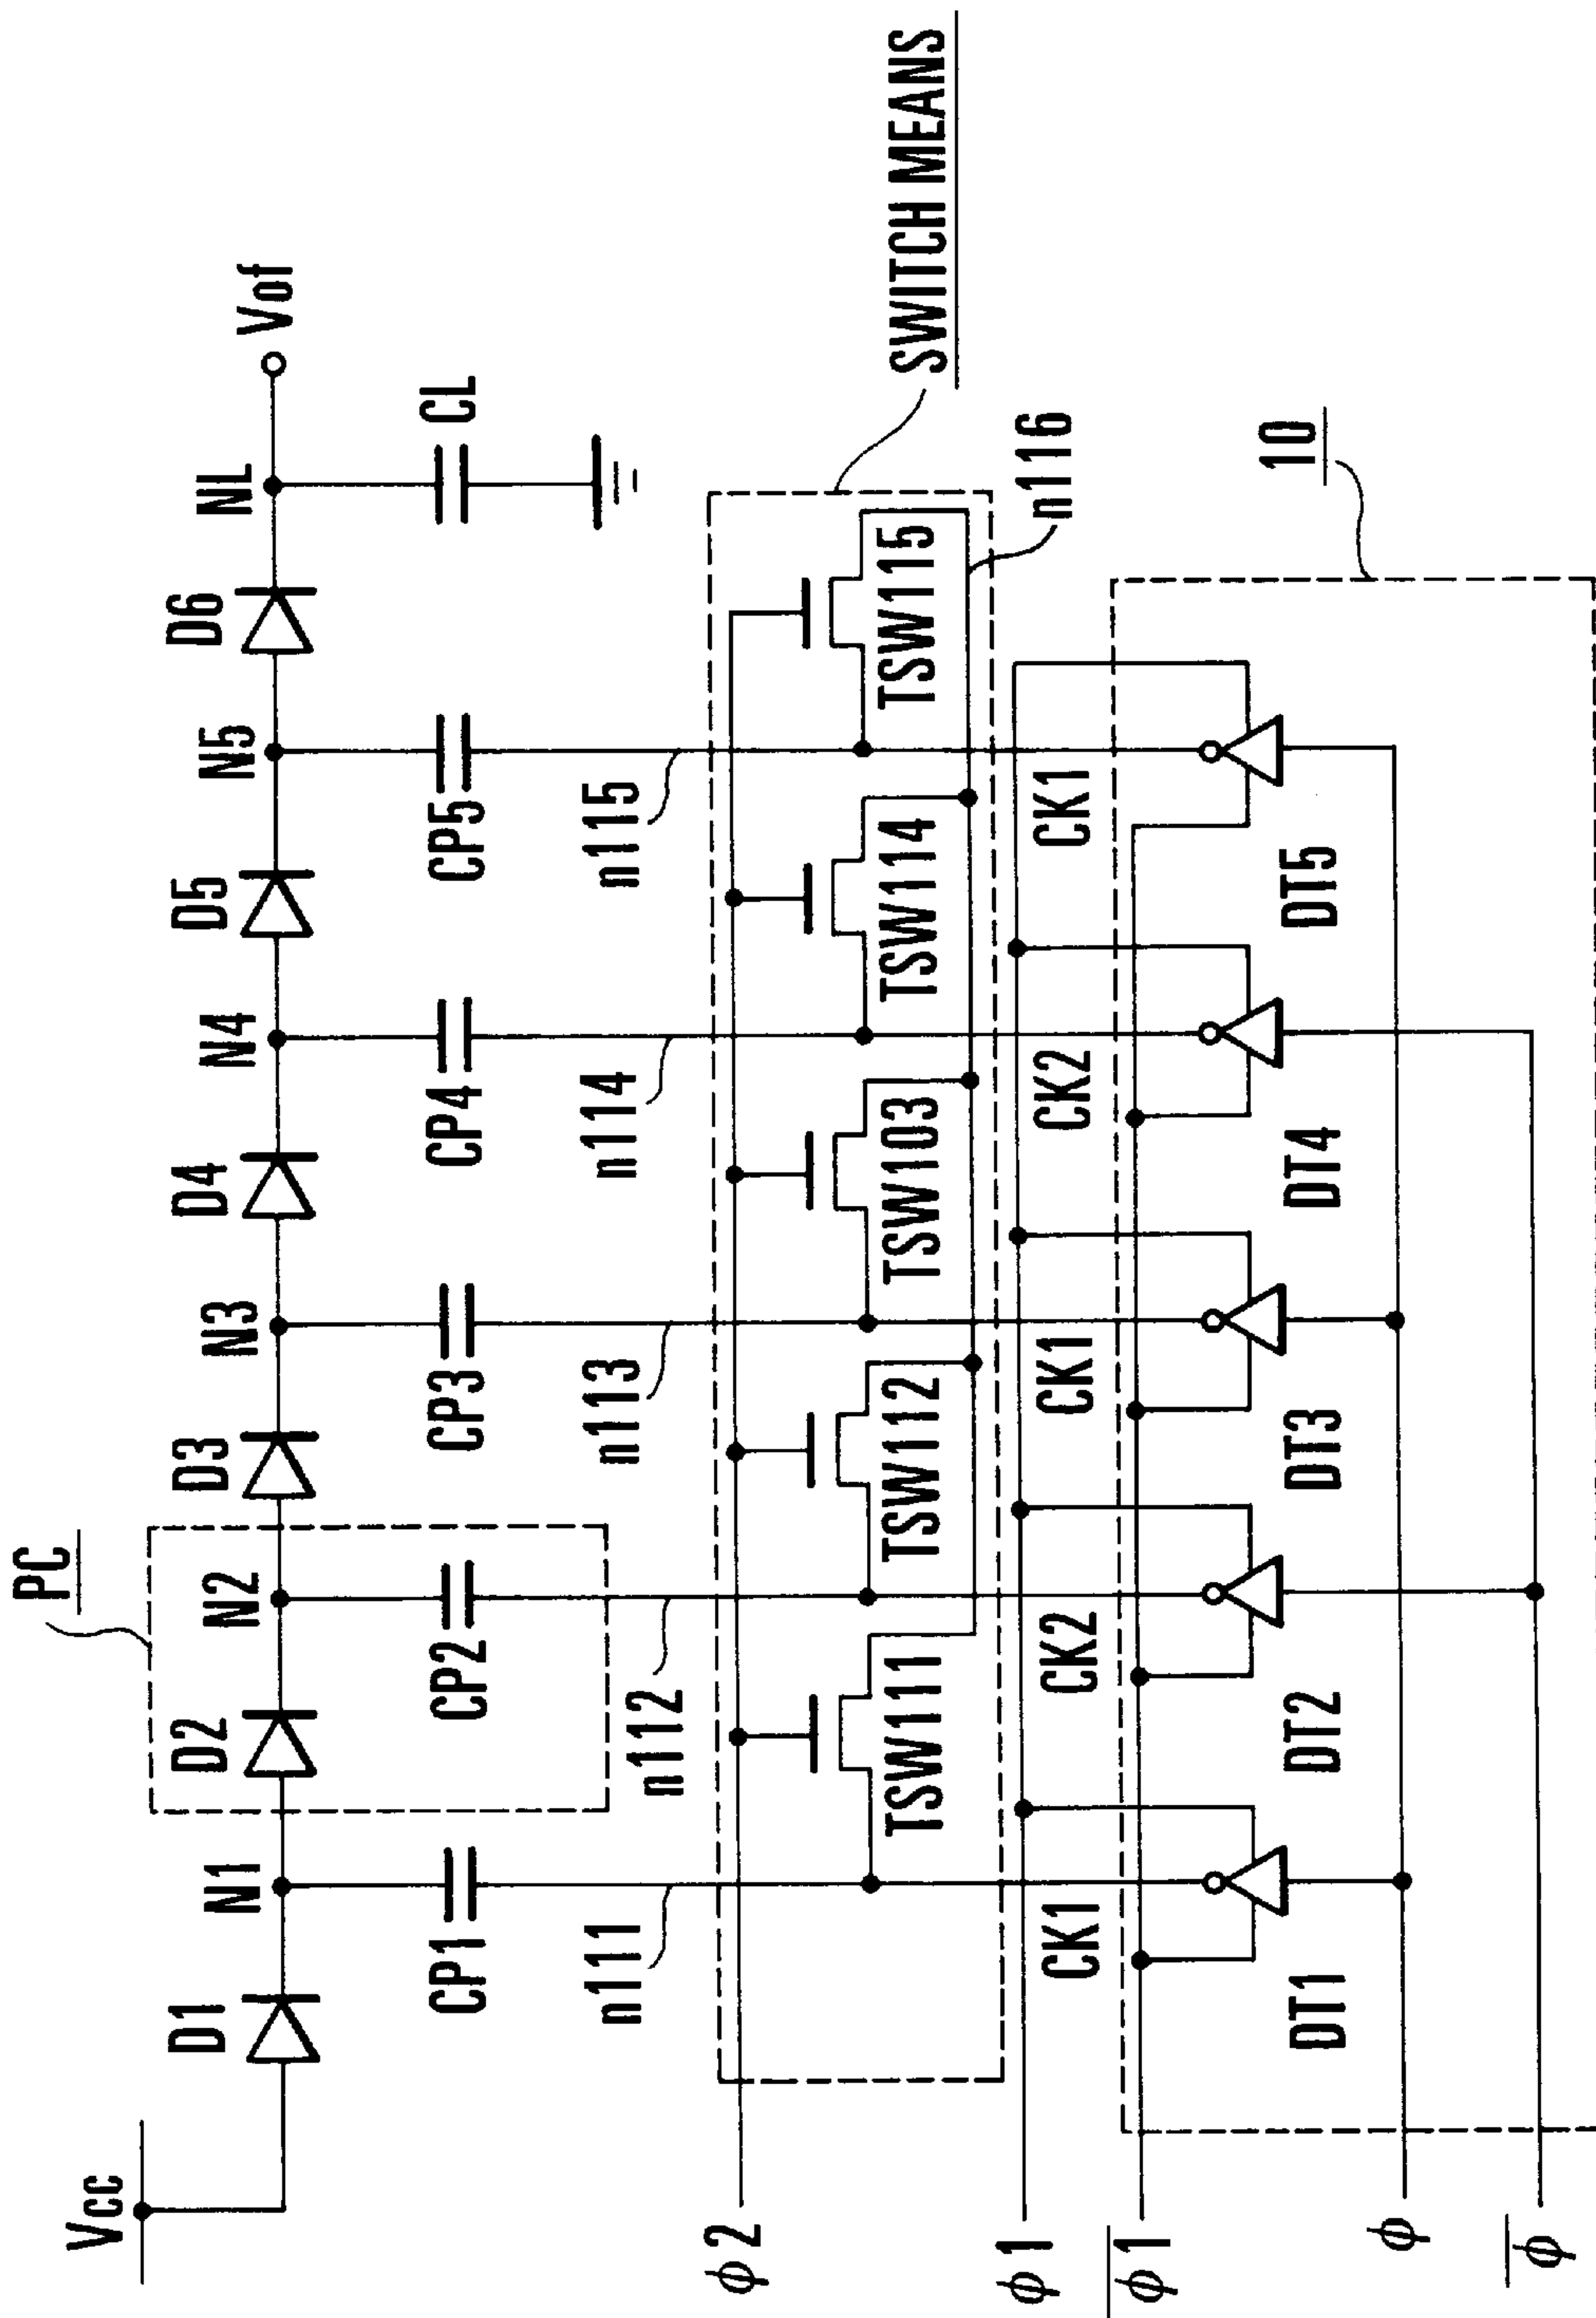 Vcc
D1
N1
D2
N2
PC
D3
N3
D4
N4
D5
N5
D6
NL
Vof
CP1
CP2
CP3
CP4
CP5
CL
n111
n112
n113
n114
n115
SWITCH MEANS
φ2
TSW111
TSW112
TSW103
TSW114
TSW115
n116
φ1
CK1
CK2
CK1
CK2
CK1
φ̅1̅
10
DT1
DT2
DT3
DT4
DT5
φ
φ̅